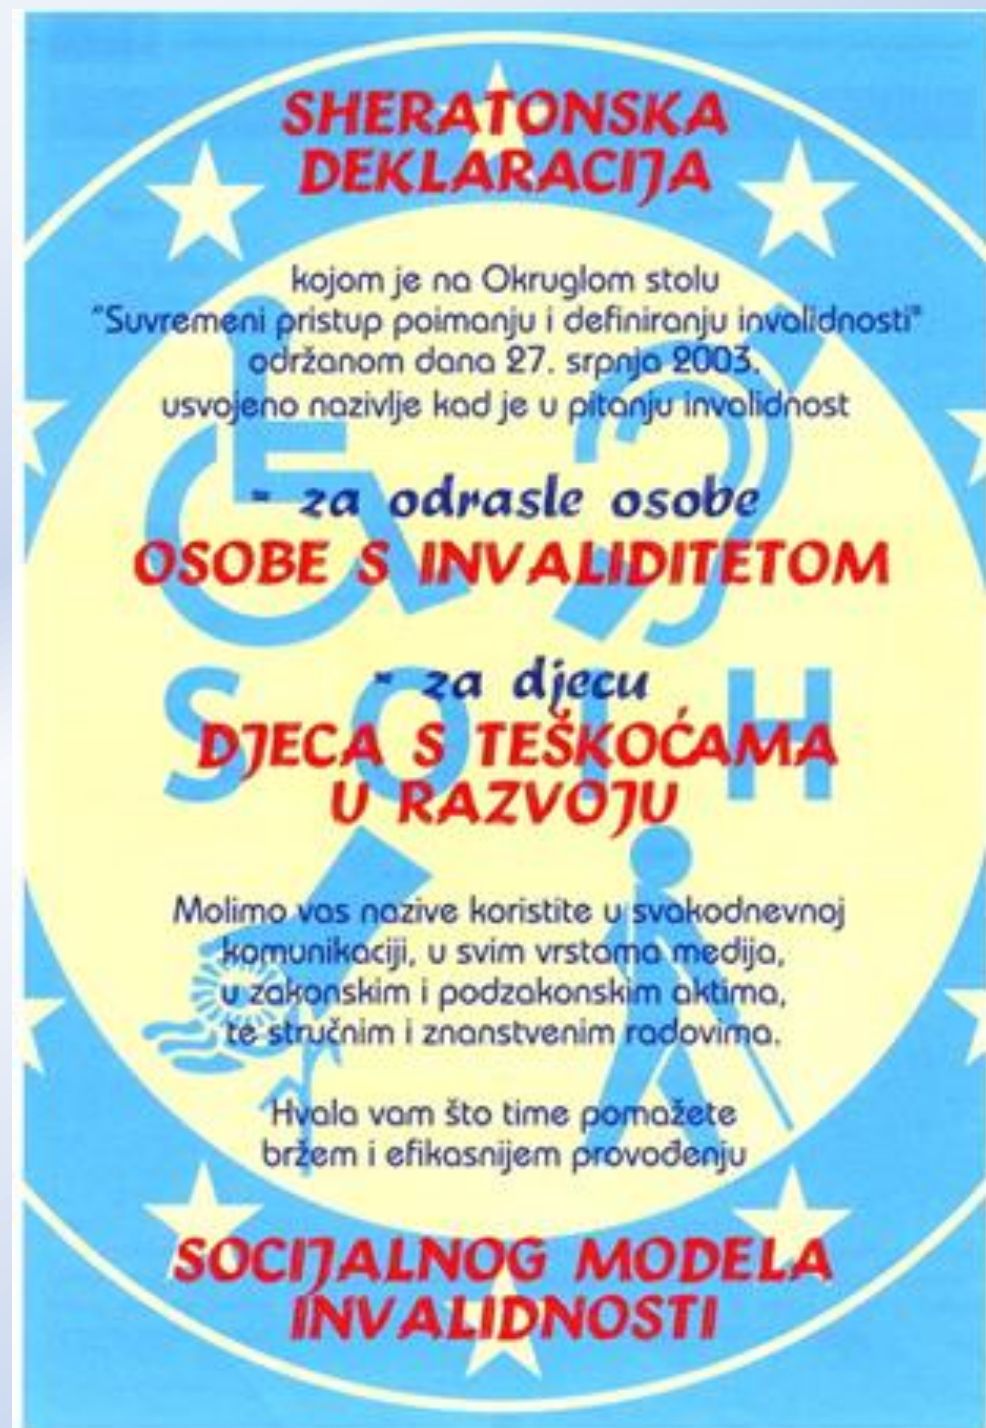 SHERATONSKA
DEKLARACIJA
kojom je na Okruglom stolu
"Suvremeni pristup poimanju i definiranju invalidnosti"
održanom dana 27. srpnja 2003.
usvojeno nazivlje kad je u pitanju invalidnost
- za odrasle osobe
OSOBE S INVALIDITETOM
- za djecu
S O I H
DJECA S TEŠKOĆAMA
U RAZVOJU
Molimo vas nazive koristite u svakodnevnoj
komunikaciji, u svim vrstama medija,
u zakonskim i podzakonskim aktima,
te stručnim i znanstvenim radovima.
Hvala vam što time pomažete
bržem i efikasnijem provođenju
SOCIJALNOG MODELA
INVALIDNOSTI